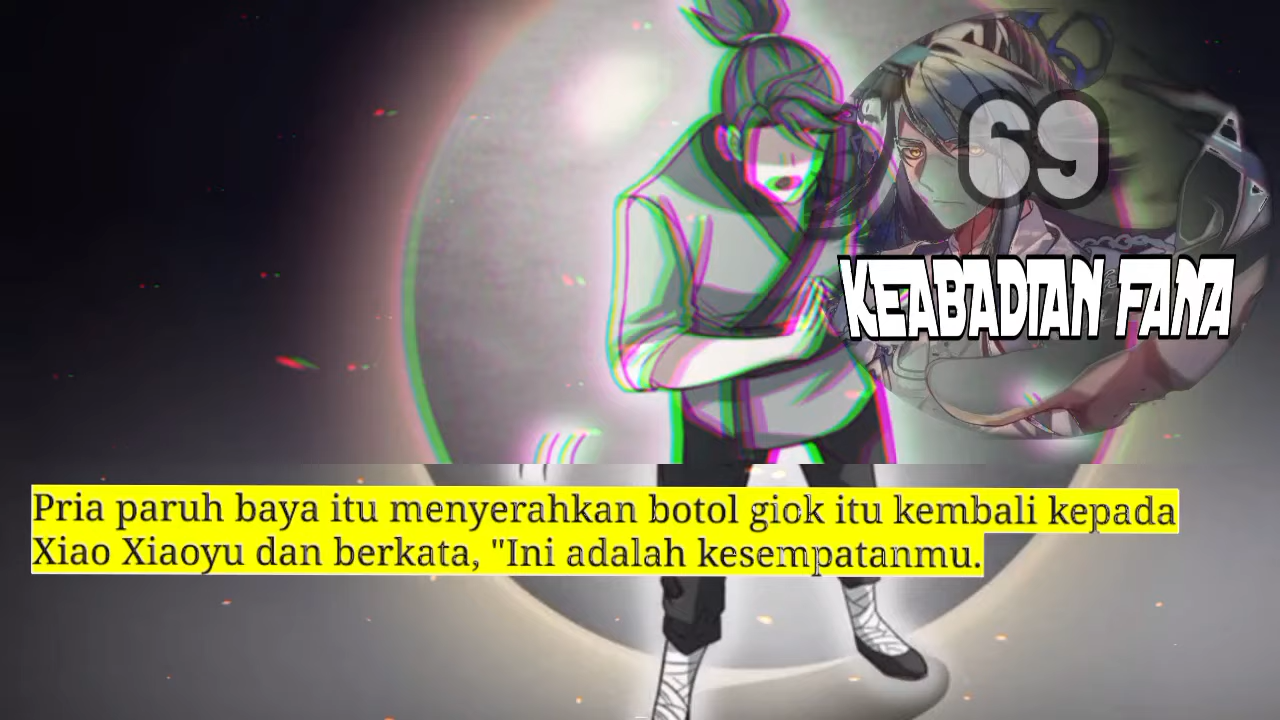 69
KEABADIAN FANA
Pria paruh baya itu menyerahkan botol giok itu kembali kepada
Xiao Xiaoyu dan berkata, "Ini adalah kesempatanmu.